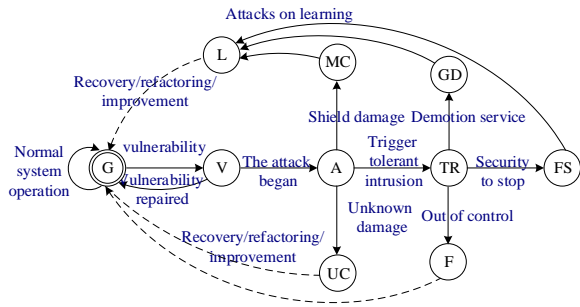 Attacks on learning
L
MC
GD
Recovery/refactoring/
improvement
Shield damage
Demotion service
Normal
system
operation
G
vulnerability
Vulnerability
repaired
V
The attack
began
A
Trigger
tolerant
intrusion
TR
Security
to stop
FS
Unknown
damage
Out of control
Recovery/refactoring/
improvement
UC
F